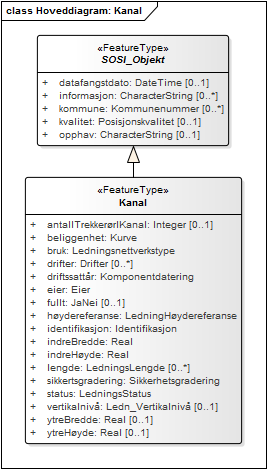 class Hoveddiagram: Kanal
«FeatureType»
SOSI_Objekt
+ datafangstdato: DateTime [0..1]
+ informasjon: CharacterString [0..*]
+ kommune: Kommunenummer [0..*]
+ kvalitet: Posisjonskvalitet [0..1]
+ opphav: CharacterString [0..1]
«FeatureType»
Kanal
+ antallTrekkerørIKanal: Integer [0..1]
+ beliggenhet: Kurve
+ bruk: Ledningsnettverkstype
+ drifter: Drifter [0..*]
+ driftssattår: Komponentdatering
+ eier: Eier
+ fullt: JaNei [0..1]
+ høydereferanse: LedningHøydereferanse
+ identifikasjon: Identifikasjon
+ indreBredde: Real
+ indreHøyde: Real
+ lengde: LedningsLengde [0..*]
+ sikkertsgradering: Sikkerhetsgradering
+ status: LedningsStatus
+ vertikalnivå: Ledn_Vertikalnivå [0..1]
+ ytreBredde: Real [0..1]
+ ytreHøyde: Real [0..1]